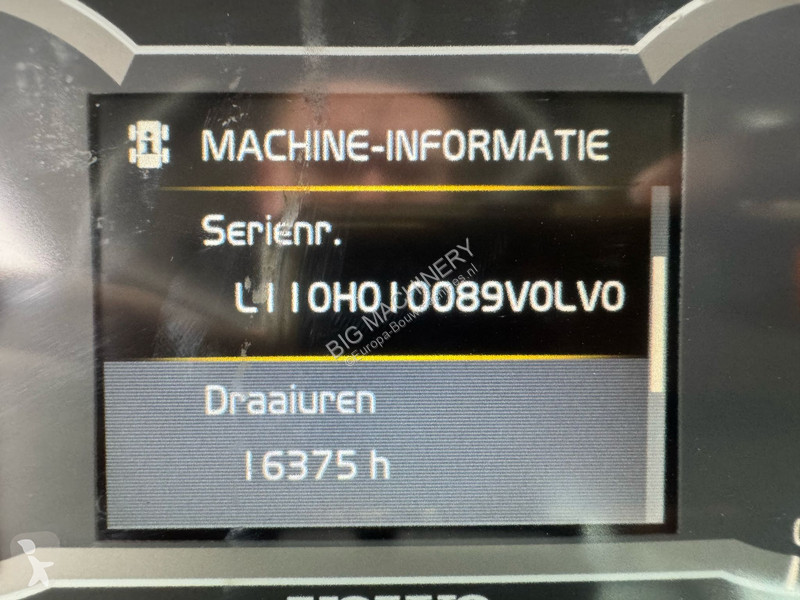 MACHINE-INFORMATIE
Serienr.
L110H010089VOLVO
BIG MACHINERY
Draaiuren
16375 h